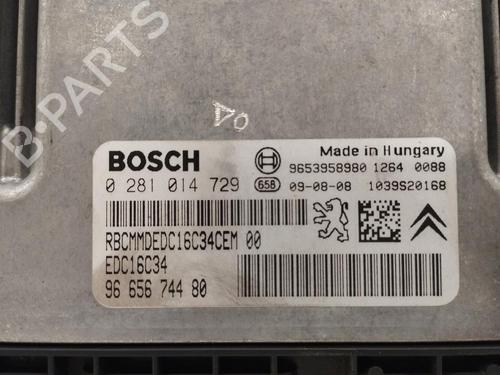 B-PARTS
DO
BOSCH
Made in Hungary
0 281 014 729
9653958980 1264 0088
658 09-08-08 1039S20168
RBCMMDEDC16C34CEM 00
EDC16C34
96 656 744 80